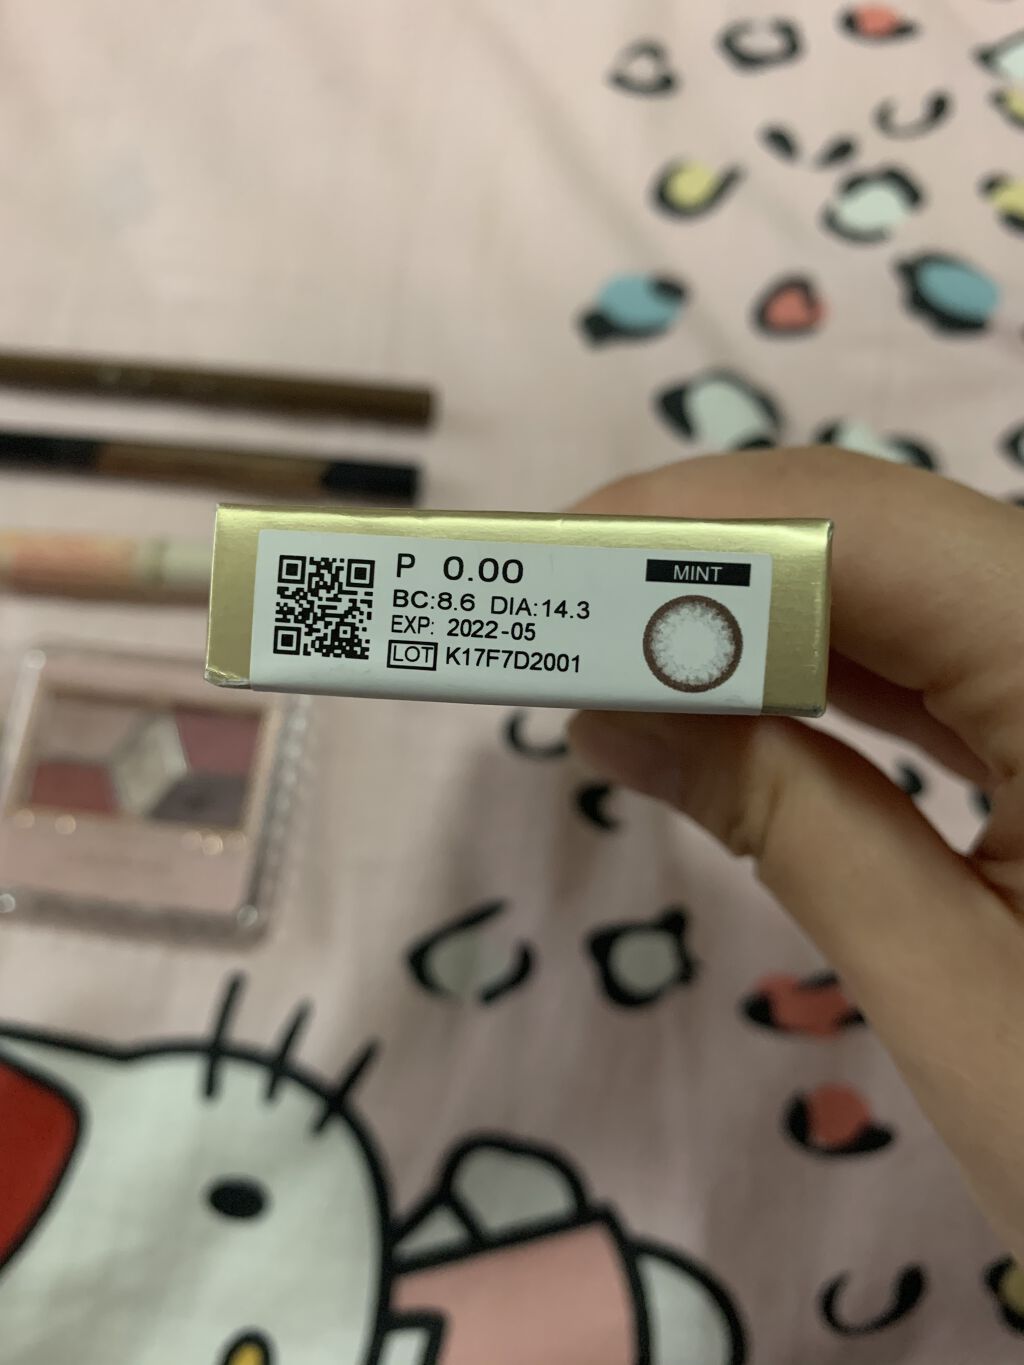 P 0.00
MINT
BC:8.6 DIA:14.3
EXP: 2022-05
LOT K17F7D2001